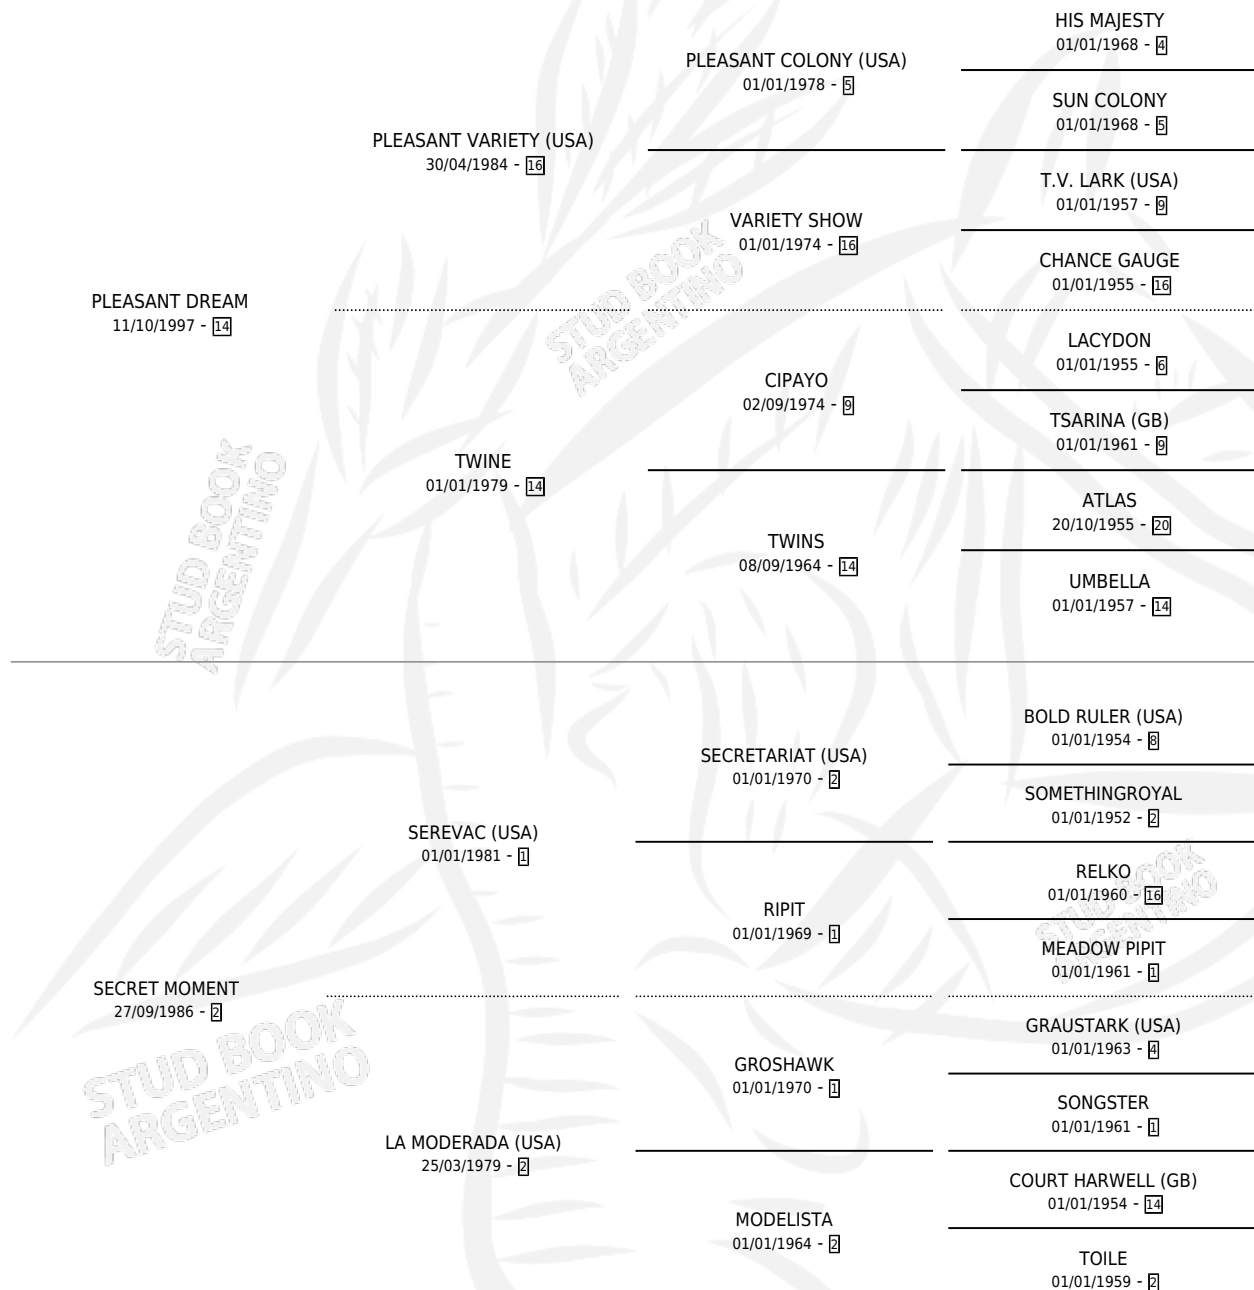 HIS MAJESTY
01/01/1968 - 4
PLEASANT COLONY (USA)
01/01/1978 - 5
SUN COLONY
01/01/1968 - 5
PLEASANT VARIETY (USA)
30/04/1984 - 16
T.V. LARK (USA)
01/01/1957 - 9
VARIETY SHOW
01/01/1974 - 16
CHANCE GAUGE
01/01/1955 - 16
PLEASANT DREAM
11/10/1997 - 14
LACYDON
01/01/1955 - 6
CIPAYO
02/09/1974 - 9
TSARINA (GB)
01/01/1961 - 9
TWINE
01/01/1979 - 14
ATLAS
20/10/1955 - 20
TWINS
08/09/1964 - 14
UMBELLA
01/01/1957 - 14
BOLD RULER (USA)
01/01/1954 - 8
SECRETARIAT (USA)
01/01/1970 - 2
SOMETHINGROYAL
01/01/1952 - 2
SEREVAC (USA)
01/01/1981 - 1
RELKO
01/01/1960 - 16
RIPIT
01/01/1969 - 1
MEADOW PIPIT
01/01/1961 - 1
SECRET MOMENT
27/09/1986 - 2
GRAUSTARK (USA)
01/01/1963 - 4
GROSHAWK
01/01/1970 - 1
SONGSTER
01/01/1961 - 1
LA MODERADA (USA)
25/03/1979 - 2
COURT HARWELL (GB)
01/01/1954 - 14
MODELISTA
01/01/1964 - 2
TOILE
01/01/1959 - 2
STUD BOOK
ARGENTINO
STUD BOOK
ARGENTINO
STUD BOOK
ARGENTINO
STUD BOOK
ARGENTINO